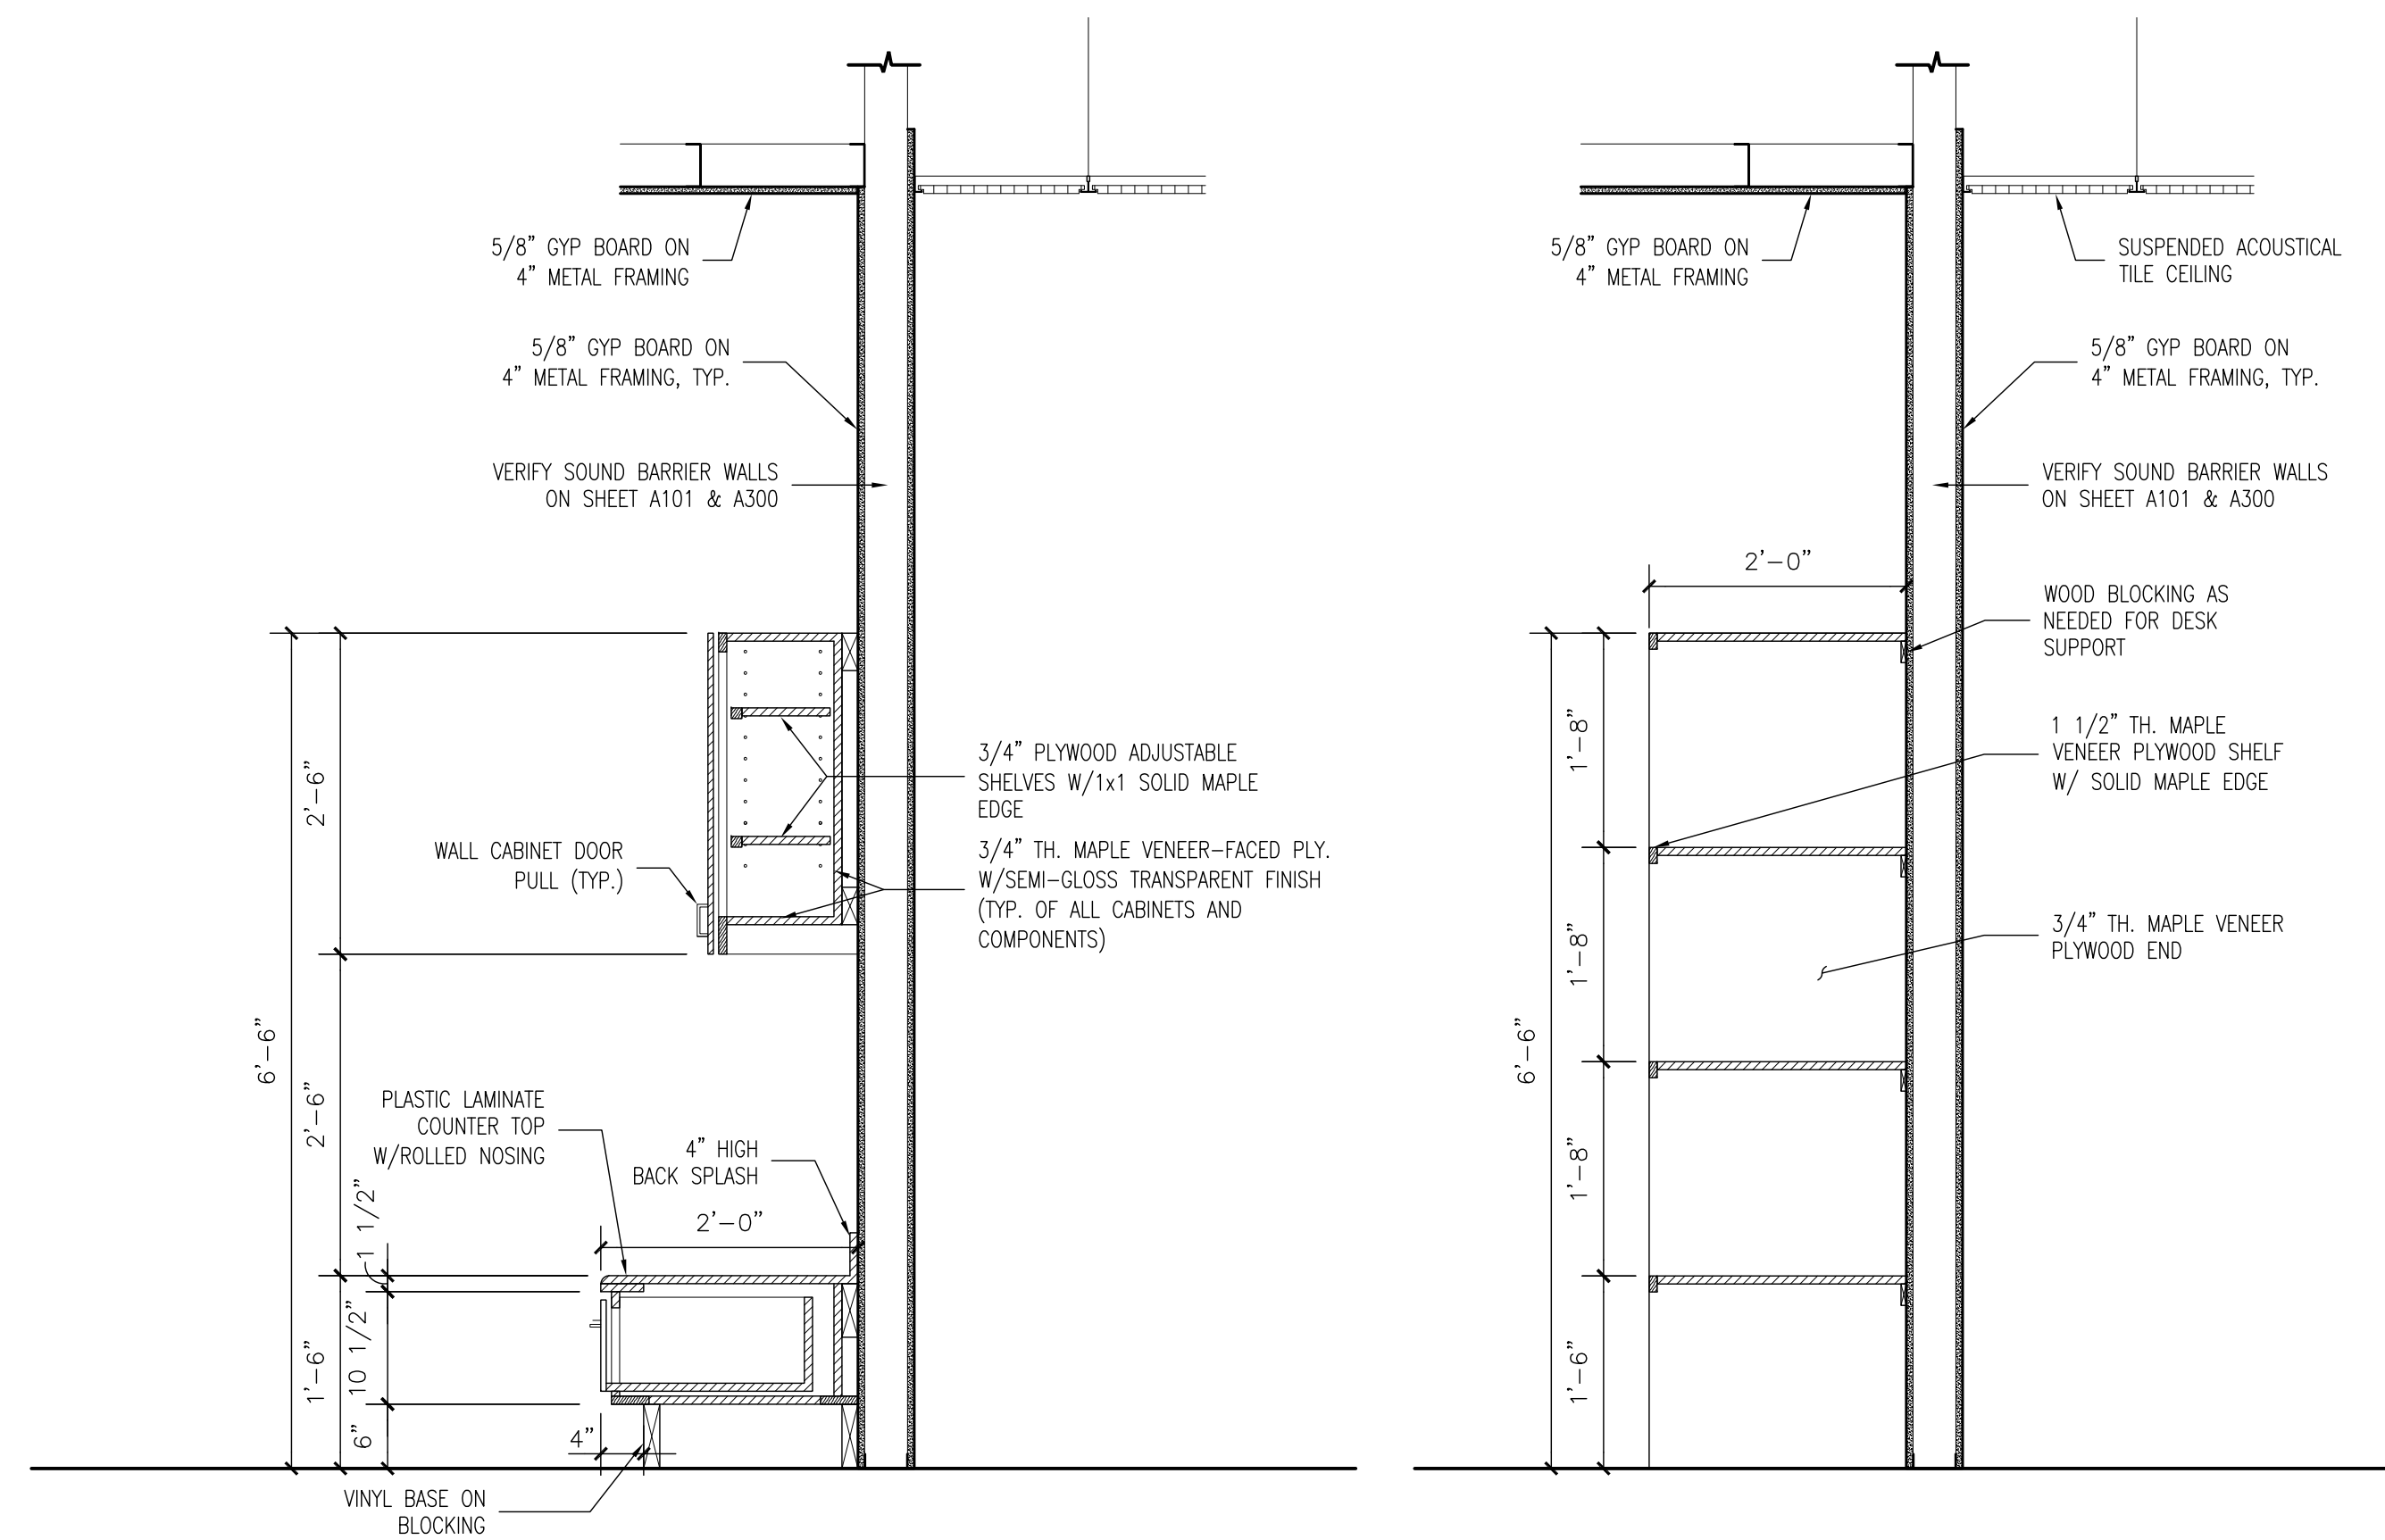 5/8” GYP BOARD ON
4” METAL FRAMING
5/8” GYP BOARD ON
4” METAL FRAMING, TYP.
VERIFY SOUND BARRIER WALLS
ON SHEET A101 & A300
3/4” PLYWOOD ADJUSTABLE
SHELVES W/1x1 SOLID MAPLE
EDGE
WALL CABINET DOOR
PULL (TYP.)
3/4” TH. MAPLE VENEER-FACED PLY.
W/SEMI-GLOSS TRANSPARENT FINISH
(TYP. OF ALL CABINETS AND
COMPONENTS)
2’-6”
6’-6”
2’-6”
PLASTIC LAMINATE
COUNTER TOP
W/ROLLED NOSING
4” HIGH
BACK SPLASH
2’-0”
1 1/2”
10 1/2”
1’-6”
6”
4”
VINYL BASE ON
BLOCKING
5/8” GYP BOARD ON
4” METAL FRAMING
SUSPENDED ACOUSTICAL
TILE CEILING
5/8” GYP BOARD ON
4” METAL FRAMING, TYP.
VERIFY SOUND BARRIER WALLS
ON SHEET A101 & A300
2’-0”
WOOD BLOCKING AS
NEEDED FOR DESK
SUPPORT
1 1/2” TH. MAPLE
VENEER PLYWOOD SHELF
W/ SOLID MAPLE EDGE
3/4” TH. MAPLE VENEER
PLYWOOD END
1’-8”
1’-8”
6’-6”
1’-8”
1’-6”